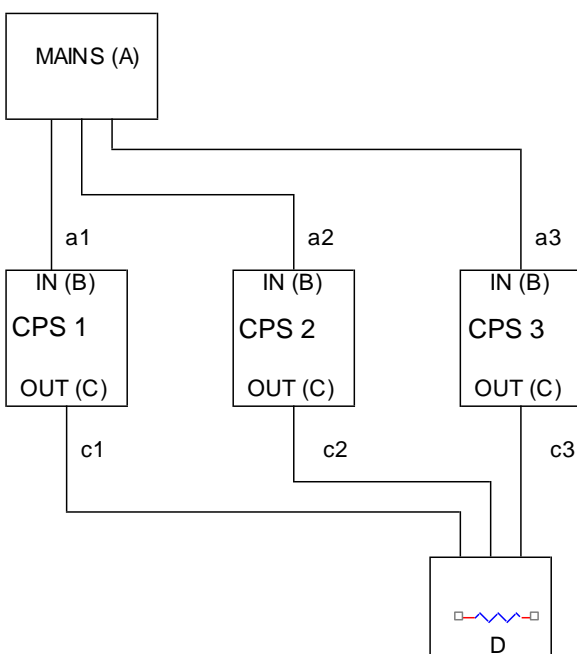 MAINS (A)
a1
a2
a3
IN (B)
IN (B)
IN (B)
CPS 1
CPS 2
CPS 3
OUT (C)
OUT (C)
OUT (C)
c1
c2
c3
D